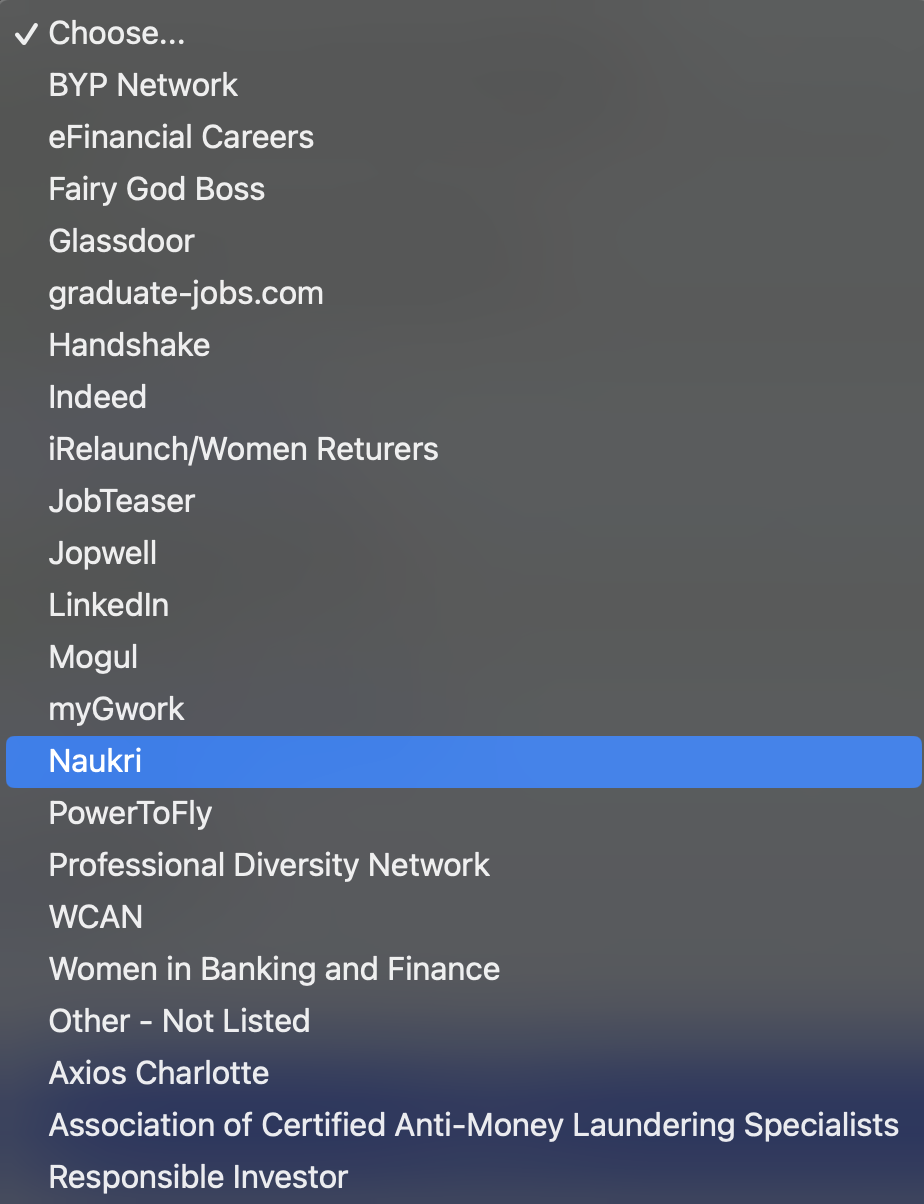 ✓ Choose...
BYP Network
eFinancial Careers
Fairy God Boss
Glassdoor
graduate-jobs.com
Handshake
Indeed
iRelaunch/Women Returers
JobTeaser
Jopwell
LinkedIn
Mogul
myGwork
Naukri
PowerToFly
Professional Diversity Network
WCAN
Women in Banking and Finance
Other - Not Listed
Axios Charlotte
Association of Certified Anti-Money Laundering Specialists
Responsible Investor